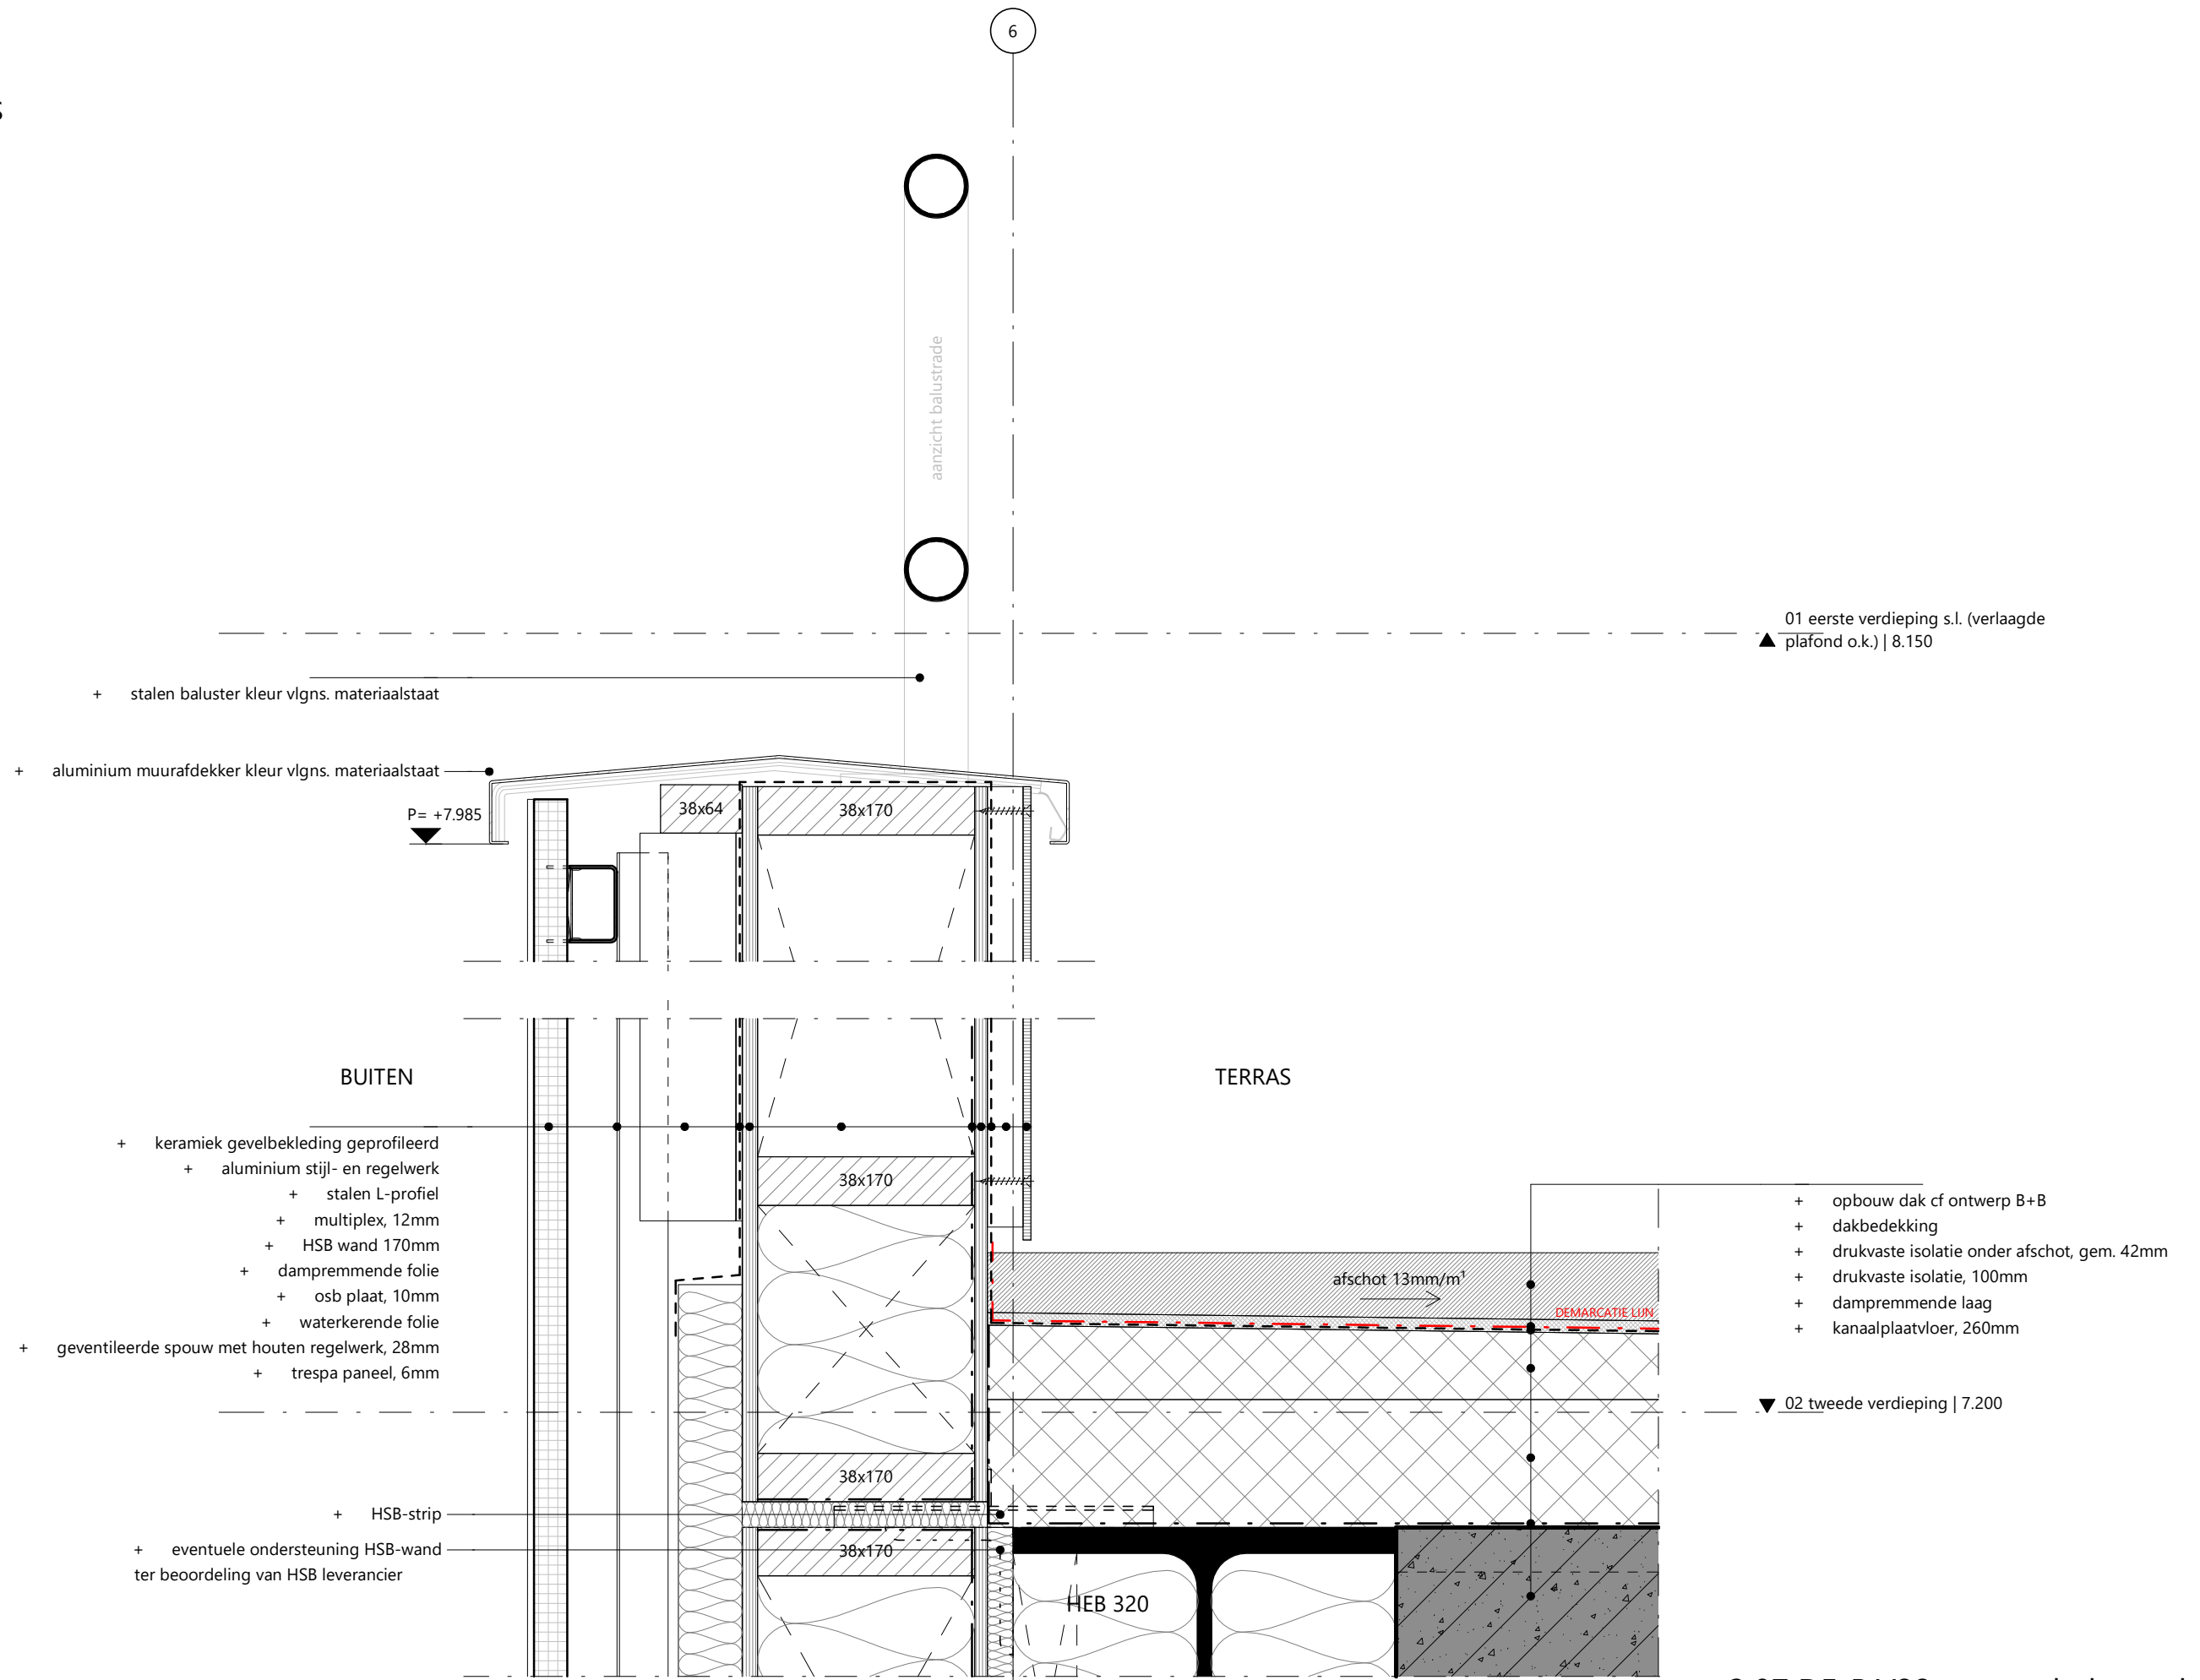 6
aanzicht balustrade
01 eerste verdieping s.l. (verlaagde
plafond o.k.) | 8.150
+ stalen baluster kleur vlgns. materiaalstaat
+ aluminium muurafdekker kleur vlgns. materiaalstaat
P= +7.985
38x64
38x170
BUITEN
TERRAS
+ keramiek gevelbekleding geprofileerd
+ aluminium stijl- en regelwerk
+ stalen L-profiel
+ multiplex, 12mm
+ HSB wand 170mm
+ dampremmende folie
+ osb plaat, 10mm
+ waterkerende folie
+ geventileerde spouw met houten regelwerk, 28mm
+ trespa paneel, 6mm
38x170
+ opbouw dak cf ontwerp B+B
+ dakbedekking
+ drukvaste isolatie onder afschot, gem. 42mm
+ drukvaste isolatie, 100mm
+ dampremmende laag
+ kanaalplaatvloer, 260mm
afschot 13mm/m¹
DEMARCATIE LIJN
02 tweede verdieping | 7.200
38x170
+ HSB-strip
+ eventuele ondersteuning HSB-wand
ter beoordeling van HSB leverancier
38x170
HEB 320